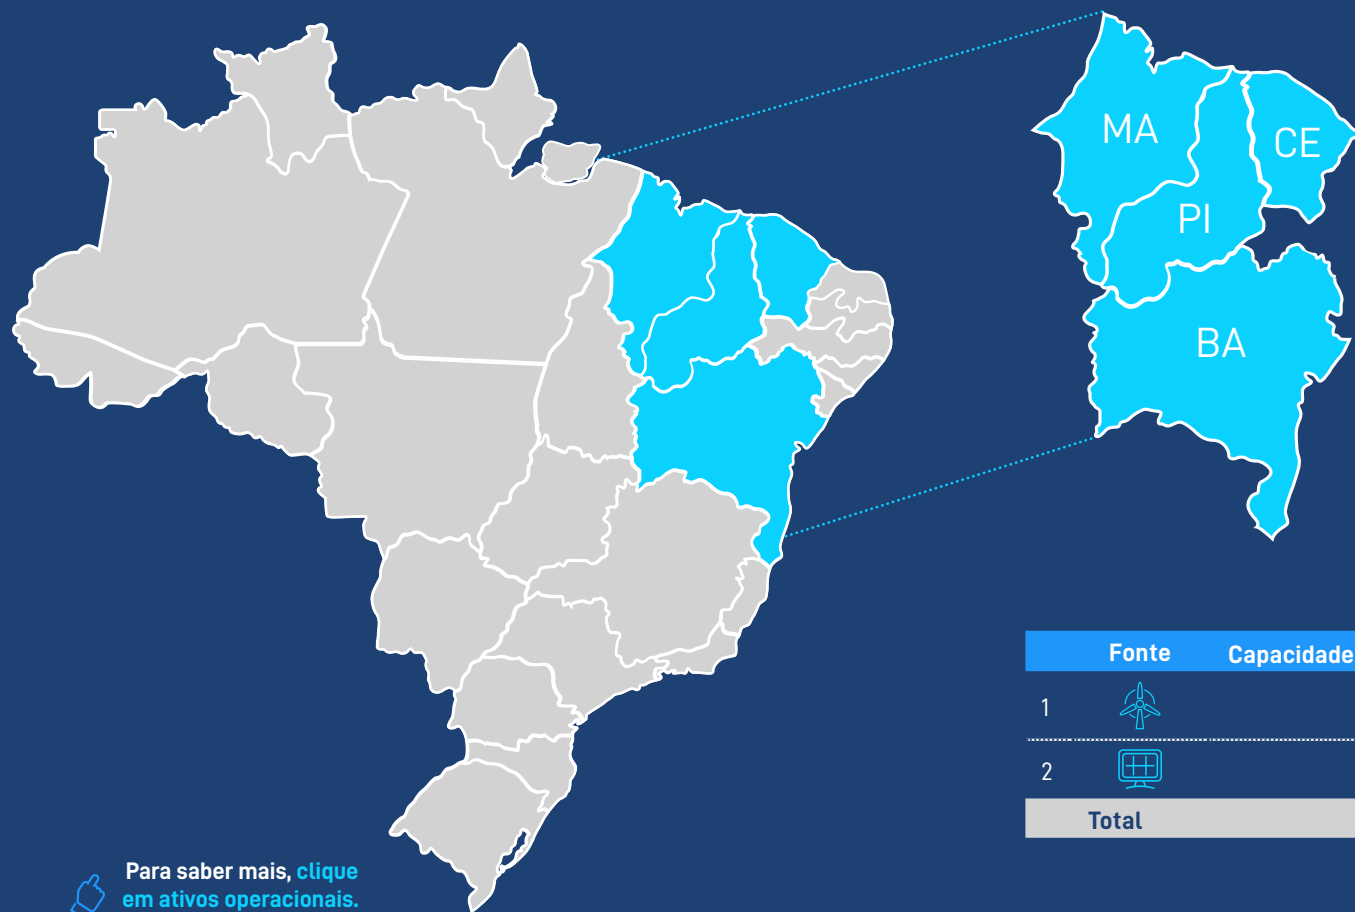 MA
CE
PI
BA
Fonte Capacidade
1
2
Total
Para saber mais, clique
em ativos operacionais.